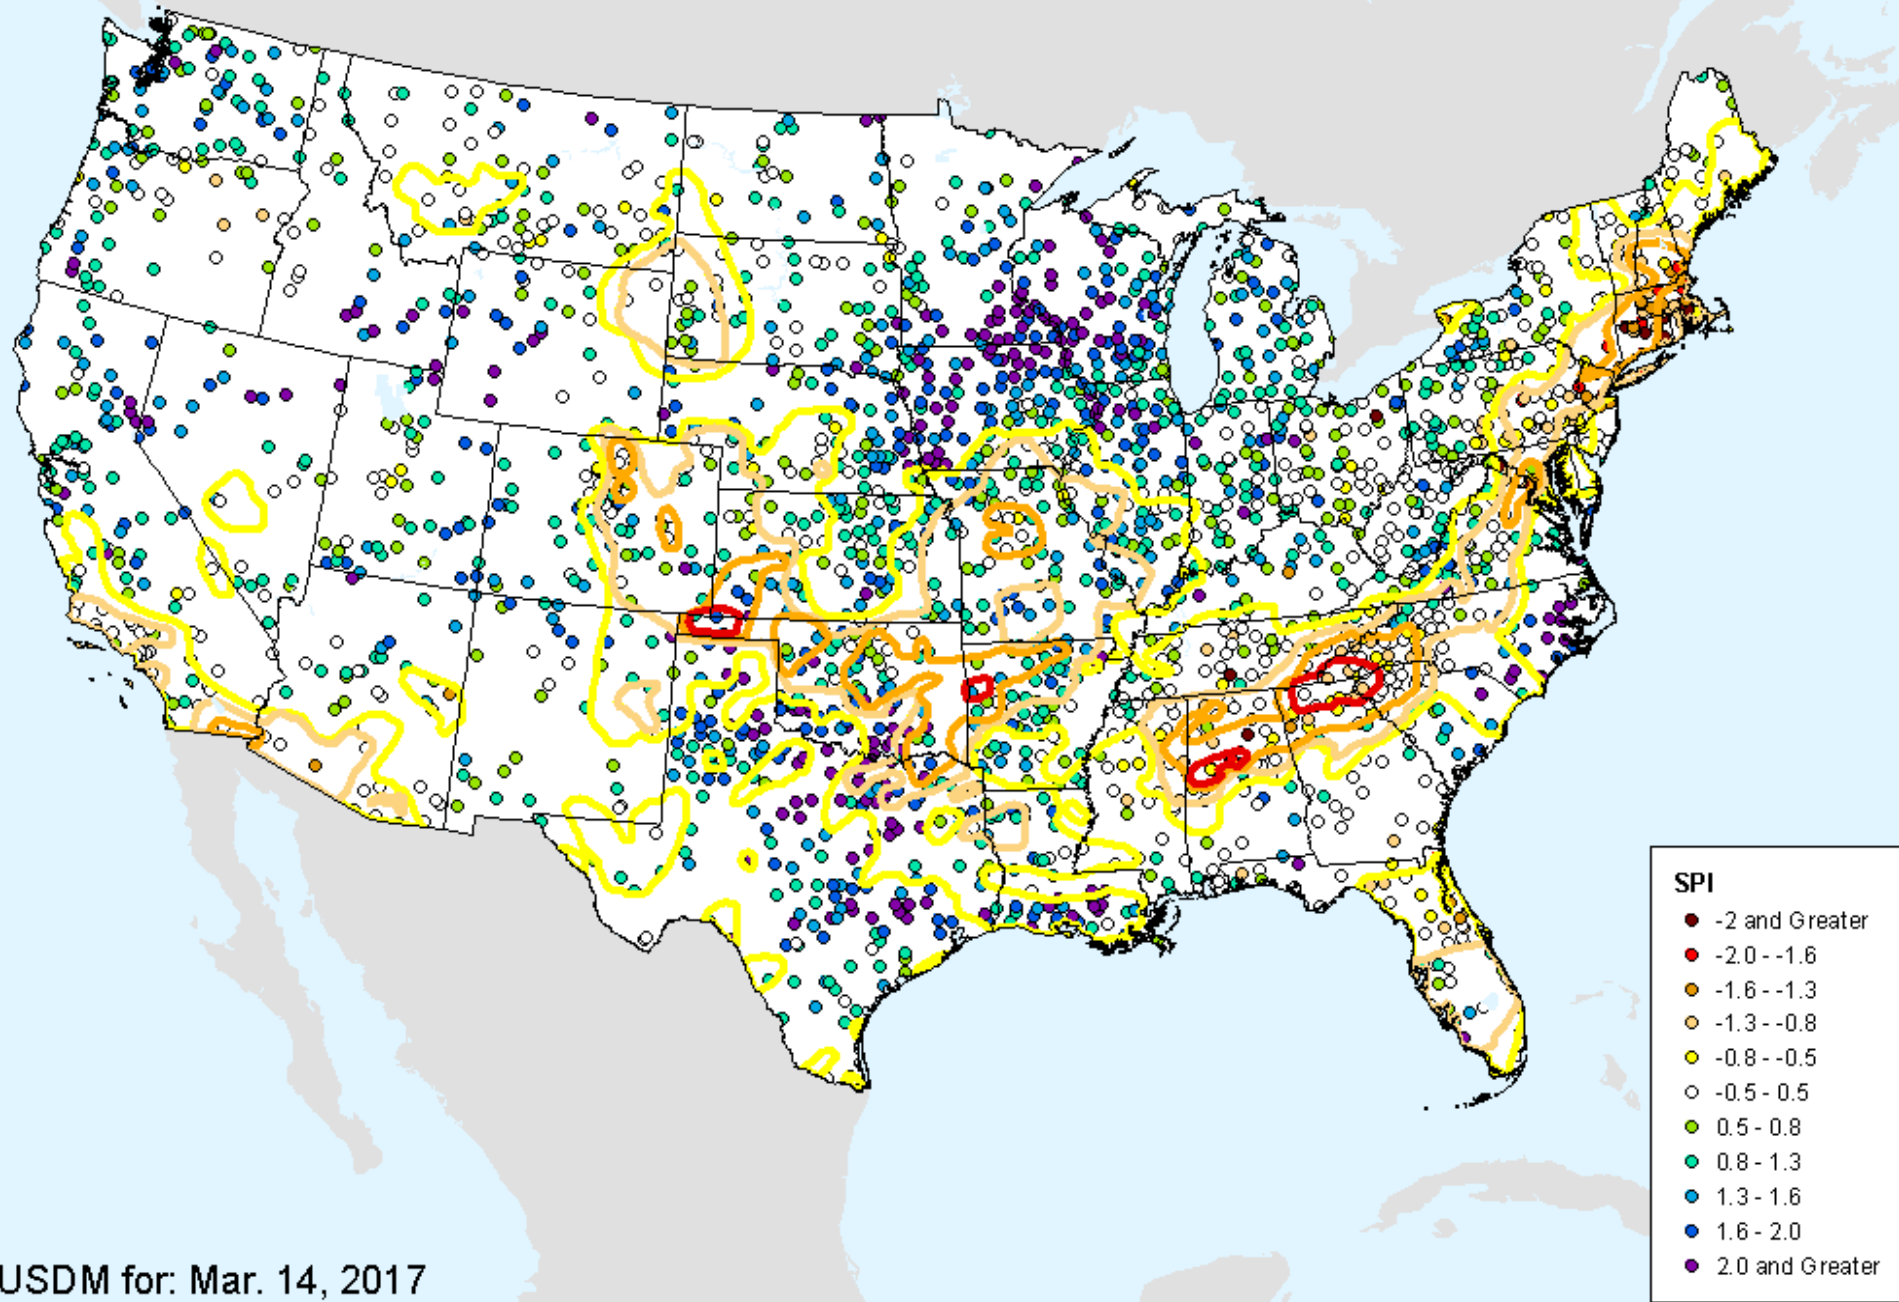 SPI
-2 and Greater
-2.0 - -1.6
-1.6 - -1.3
-1.3 - -0.8
-0.8 - -0.5
-0.5 - 0.5
0.5 - 0.8
0.8 - 1.3
1.3 - 1.6
1.6 - 2.0
2.0 and Greater
USDM for: Mar. 14, 2017